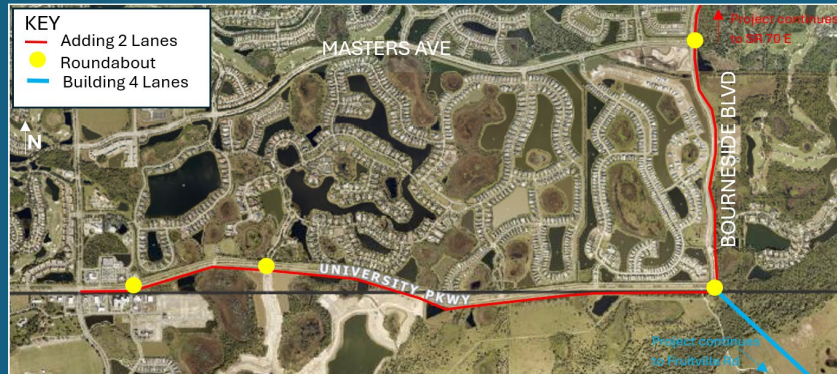 KEY
Adding 2 Lanes
Roundabout
Building 4 Lanes
N
MASTERS AVE
Project continues
to SR 70 E
BOURNESIDE BLVD
UNIVERSITY PKWY
Project continues
to Fruitville Rd